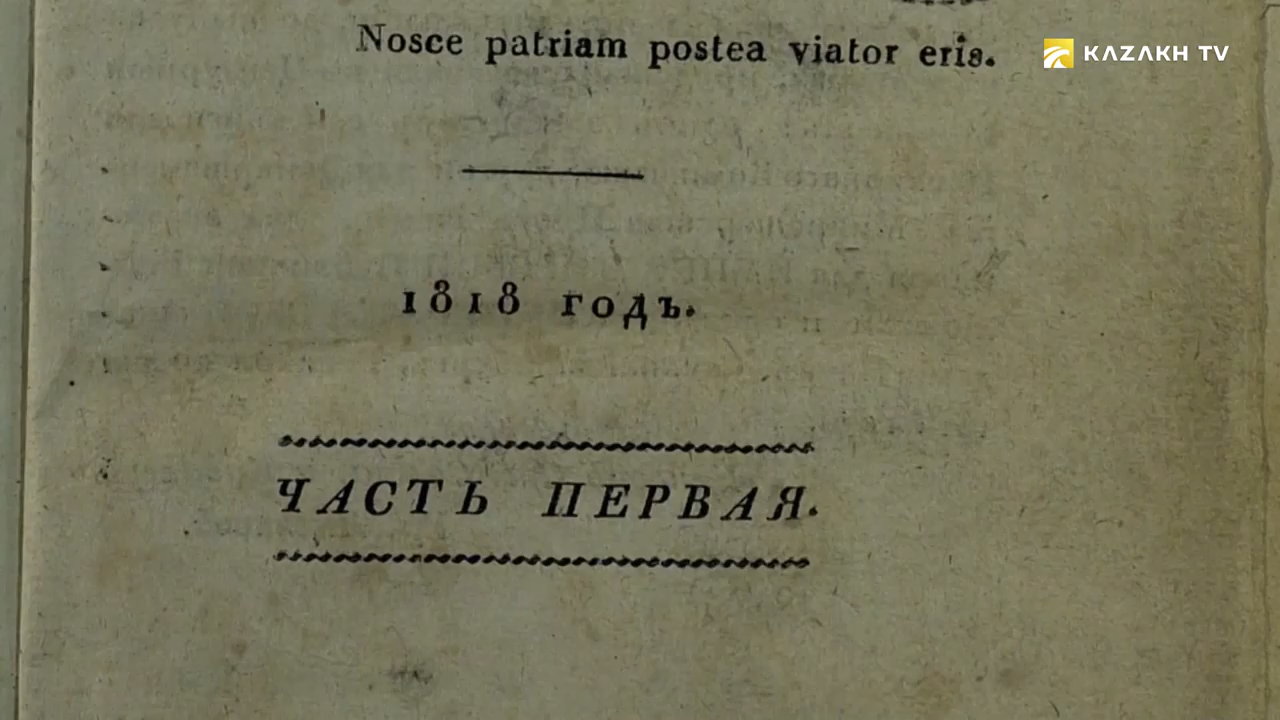 Nosce patriam postea viator eris.
KAZAKH TV
1818 годъ.
ЧАСТЬ ПЕРВАЯ.